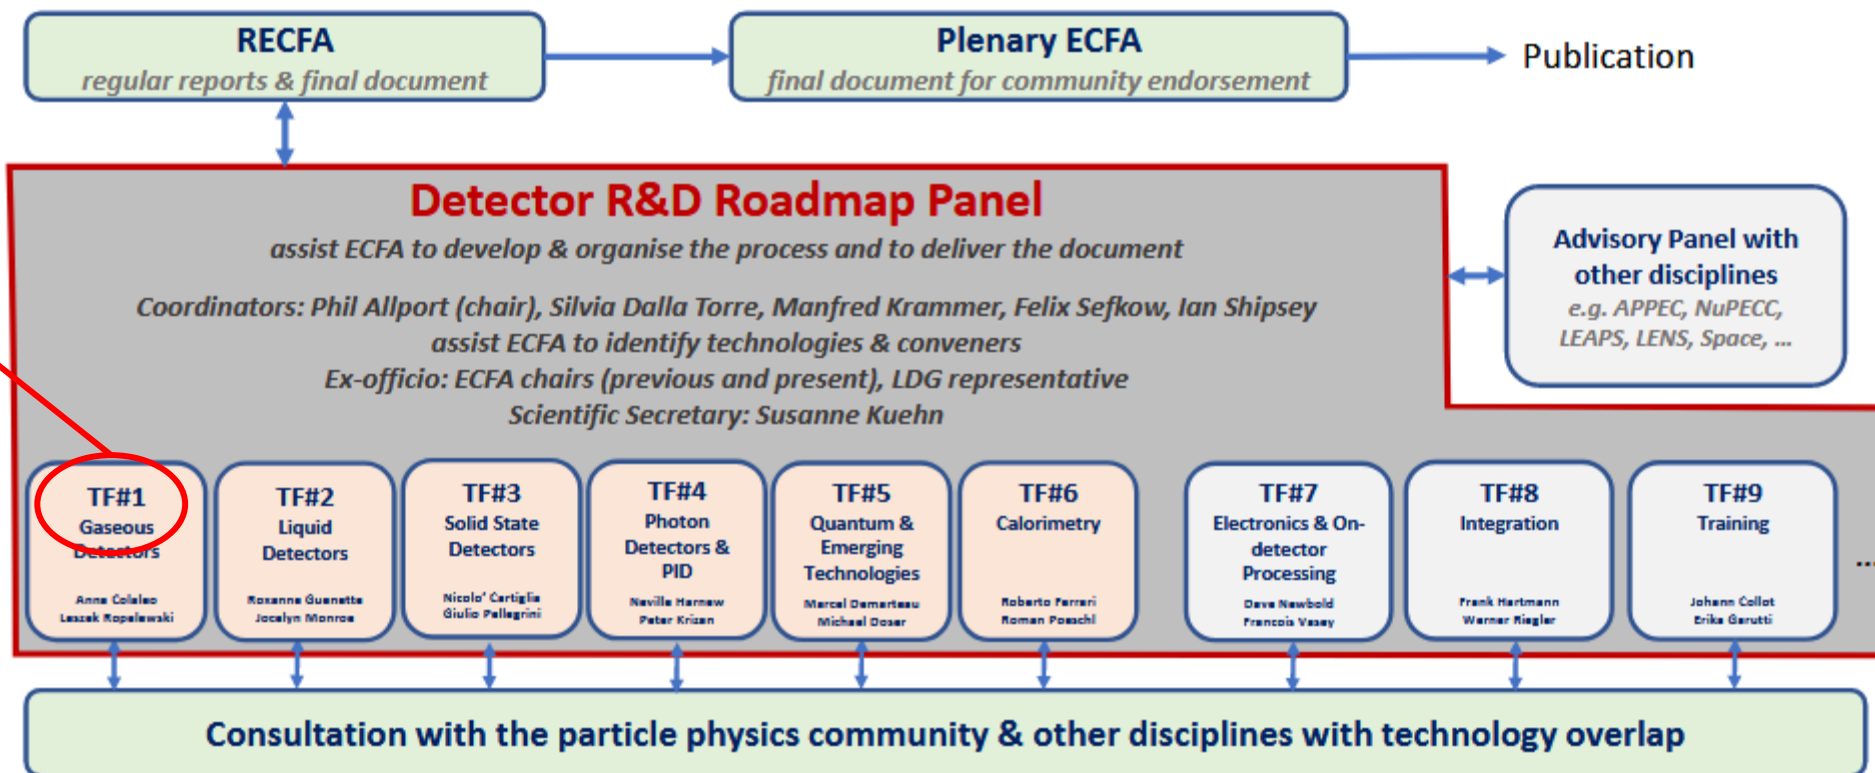 RECFA
regular reports & final document
Plenary ECFA
final document for community endorsement
Publication
Detector R&D Roadmap Panel
assist ECFA to develop & organise the process and to deliver the document
Coordinators: Phil Allport (chair), Silvia Dalla Torre, Manfred Krammer, Felix Sefkow, Ian Shipsey
assist ECFA to identify technologies & conveners
Ex-officio: ECFA chairs (previous and present), LDG representative
Scientific Secretary: Susanne Kuehn
Advisory Panel with
other disciplines
e.g. APPEC, NuPECC,
LEAPS, LENS, Space, ...
TF#1
Gaseous
Detectors
Anna Colaleo
Leszek Ropelewski
TF#2
Liquid
Detectors
Roxanne Guenette
Jocelyn Monroe
TF#3
Solid State
Detectors
Nicolo' Cartiglia
Giulio Pellegrini
TF#4
Photon
Detectors &
PID
Neville Harnew
Peter Krizan
TF#5
Quantum &
Emerging
Technologies
Marcel Demarteau
Michael Doser
TF#6
Calorimetry
Roberto Ferrari
Roman Poeschl
TF#7
Electronics & On-
detector
Processing
Dave Newbold
Francois Vasey
TF#8
Integration
Frank Hartmann
Werner Riegler
TF#9
Training
Johann Collot
Erika Garutti
...
Consultation with the particle physics community & other disciplines with technology overlap